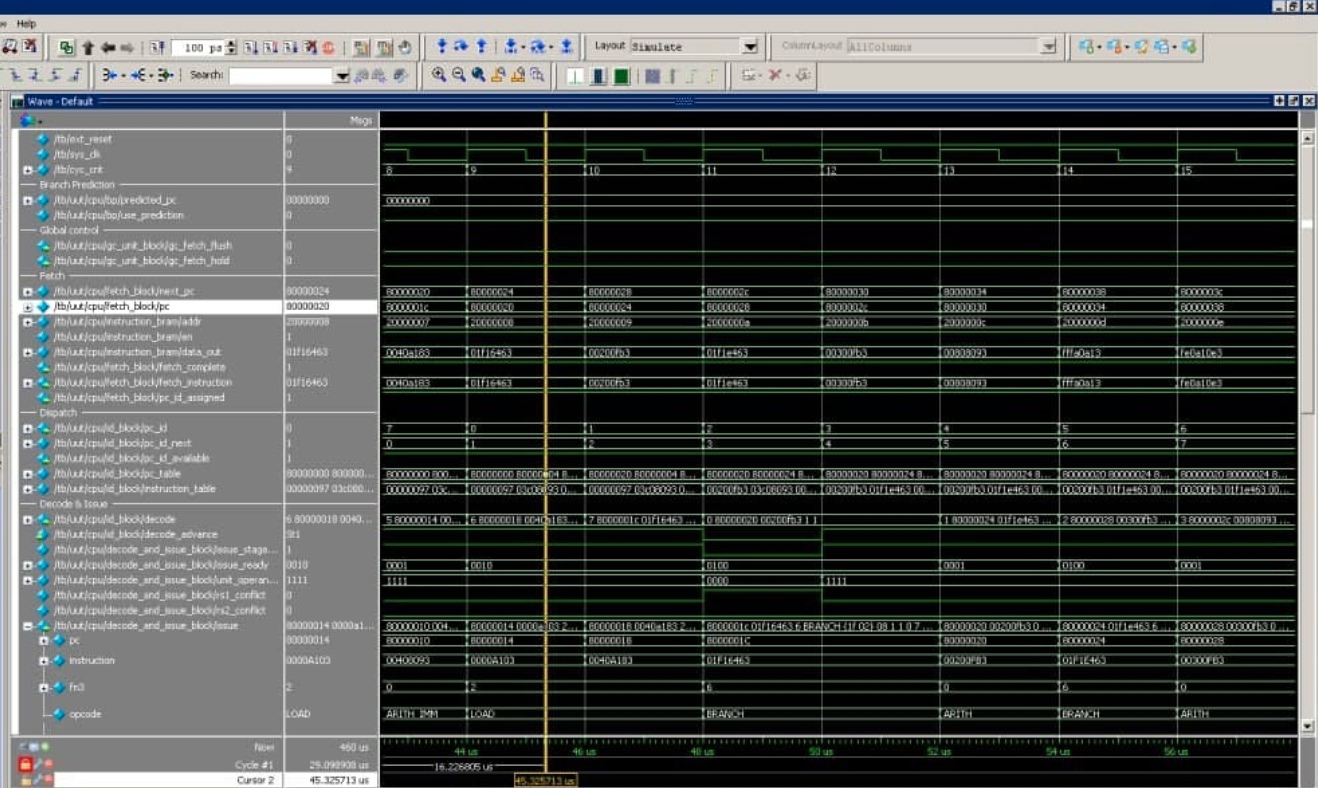 Help
100 ps
Layout Simulate
ColumnLayout AllColumns
Search:
Wave - Default
Msgs
/tb/ext_reset 0
/tb/sys_clk 0
/tb/cyc_cnt 9 8 9 10 11 12 13 14 15
Branch Prediction
/tb/uut/cpu/bp/predicted_pc 00000000 00000000
/tb/uut/cpu/bp/use_prediction 0
Global control
/tb/uut/cpu/gc_unit_block/gc_fetch_flush 0
/tb/uut/cpu/gc_unit_block/gc_fetch_hold 0
Fetch
/tb/uut/cpu/fetch_block/next_pc 80000024 80000020 80000024 80000028 8000002c 80000030 80000034 80000038 8000003c
/tb/uut/cpu/fetch_block/pc 80000020 8000001c 80000020 80000024 80000028 8000002c 80000030 80000034 80000038
/tb/uut/cpu/instruction_bram/addr 20000008 20000007 20000008 20000009 2000000a 2000000b 2000000c 2000000d 2000000e
/tb/uut/cpu/instruction_bram/en 1
/tb/uut/cpu/instruction_bram/data_out 01f16463 0040a183 01f16463 00200fb3 01f1e463 00300fb3 00808093 fffa0a13 fe0a10e3
/tb/uut/cpu/fetch_block/fetch_complete 1
/tb/uut/cpu/fetch_block/fetch_instruction 01f16463 0040a183 01f16463 00200fb3 01f1e463 00300fb3 00808093 fffa0a13 fe0a10e3
/tb/uut/cpu/fetch_block/pc_id_assigned 1
Dispatch
/tb/uut/cpu/id_block/pc_id 0 7 0 1 2 3 4 5 6
/tb/uut/cpu/id_block/pc_id_next 1 0 1 2 3 4 5 6 7
/tb/uut/cpu/id_block/pc_id_available 1
/tb/uut/cpu/id_block/pc_table 80000000 800000... 80000000 800... 80000000 80000004 8... 80000020 80000004 8... 80000020 80000024 8... 80000020 80000024 8... 80000020 80000024 8... 80000020 80000024 8... 80000020 80000024 8...
/tb/uut/cpu/id_block/instruction_table 00000097 03c080... 00000097 03c... 00000097 03c08093 0... 00000097 03c08093 0... 00200fb3 03c08093 00... 00200fb3 01f1e463 00... 00200fb3 01f1e463 00... 00200fb3 01f1e463 00... 00200fb3 01f1e463 00...
Decode & Issue
/tb/uut/cpu/id_block/decode 6 80000018 0040... 5 80000014 00... 6 80000018 0040a183... 7 8000001c 01f16463 ... 0 80000020 00200fb3 1 1 1 80000024 01f1e463 ... 2 80000028 00300fb3 ... 3 8000002c 00808093 ...
/tb/uut/cpu/id_block/decode_advance St1
/tb/uut/cpu/decode_and_issue_block/issue_stage... 1
/tb/uut/cpu/decode_and_issue_block/issue_ready 0010 0001 0010 0100 0001 0100 0001
/tb/uut/cpu/decode_and_issue_block/unit_operan... 1111 1111 0000 1111
/tb/uut/cpu/decode_and_issue_block/rs1_conflict 0
/tb/uut/cpu/decode_and_issue_block/rs2_conflict 0
/tb/uut/cpu/decode_and_issue_block/issue 80000014 0000a1... 80000010 004... 80000014 0000a103 2... 80000018 0040a183 2... 8000001c 01f16463 6 BRANCH {1f 02} 08 1 1 0 7 ... 80000020 00200fb3 0 ... 80000024 01f1e463 6 ... 80000028 00300fb3 0 ...
pc 80000014 80000010 80000014 80000018 8000001C 80000020 80000024 80000028
instruction 0000A103 00408093 0000A103 0040A183 01F16463 00200FB3 01F1E463 00300FB3
fn3 2 0 2 6 0 6 0
opcode LOAD ARITH_IMM LOAD BRANCH ARITH BRANCH ARITH
Now 460 us 44 us 46 us 48 us 50 us 52 us 54 us 56 us
Cycle #1 29.098908 us 16.226805 us
Cursor 2 45.325713 us 45.325713 us